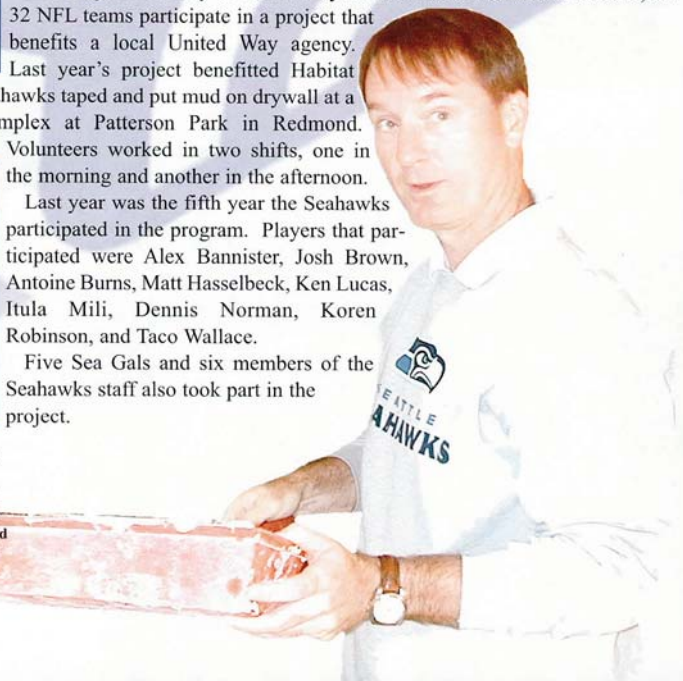 32 NFL teams participate in a project that
benefits a local United Way agency.
Last year's project benefitted Habitat
hawks taped and put mud on drywall at a
mplex at Patterson Park in Redmond.
Volunteers worked in two shifts, one in
the morning and another in the afternoon.
Last year was the fifth year the Seahawks
participated in the program. Players that par-
ticipated were Alex Bannister, Josh Brown,
Antoine Burns, Matt Hasselbeck, Ken Lucas,
Itula Mili, Dennis Norman, Koren
Robinson, and Taco Wallace.
Five Sea Gals and six members of the
Seahawks staff also took part in the
project.
SEATTLE
AHAWKS
d